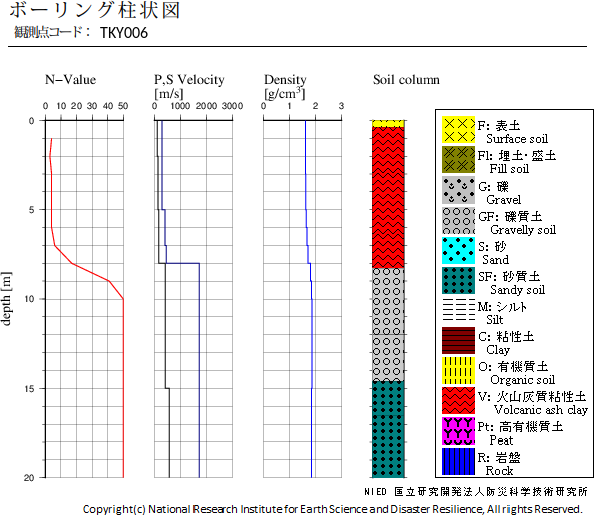 ボーリング柱状図
観測点コード： TKY006
N-Value
P,S Velocity
[m/s]
Density
[g/cm³]
Soil column
0 10 20 30 40 50
0 1000 2000 3000
0 1 2 3
0
5
10
15
20
depth [m]
F: 表土
Surface soil
Fl: 埋土・盛土
Fill soil
G: 礫
Gravel
GF: 礫質土
Gravelly soil
S: 砂
Sand
SF: 砂質土
Sandy soil
M: シルト
Silt
C: 粘性土
Clay
O: 有機質土
Organic soil
V: 火山灰質粘性土
Volcanic ash clay
Pt: 高有機質土
Peat
R: 岩盤
Rock
NIED 国立研究開発法人防災科学技術研究所
Copyright(c) National Research Institute for Earth Science and Disaster Resilience, All rights Reserved.